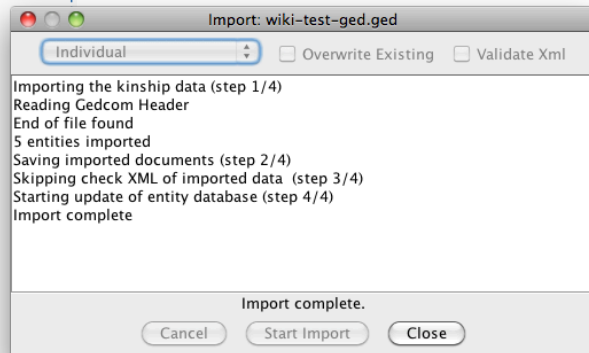 Import: wiki-test-ged.ged
Individual Overwrite Existing Validate Xml
Importing the kinship data (step 1/4)
Reading Gedcom Header
End of file found
5 entities imported
Saving imported documents (step 2/4)
Skipping check XML of imported data  (step 3/4)
Starting update of entity database (step 4/4)
Import complete
Import complete.
Cancel Start Import Close